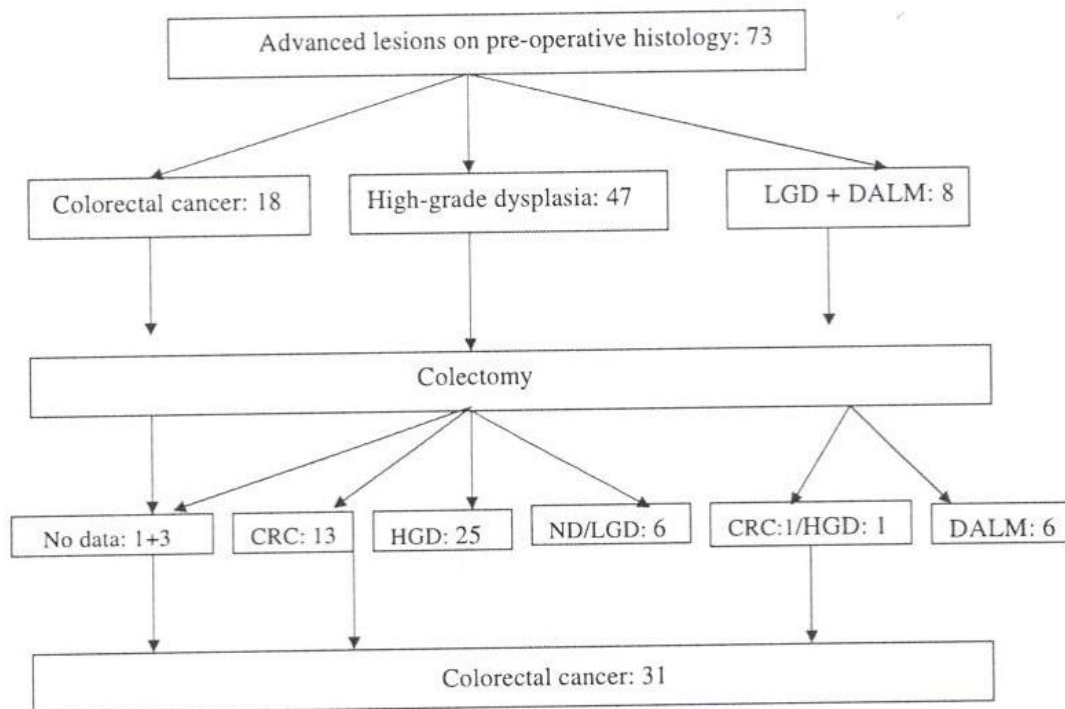 Advanced lesions on pre-operative histology: 73
Colorectal cancer: 18
High-grade dysplasia: 47
LGD + DALM: 8
Colectomy
No data: 1+3
CRC: 13
HGD: 25
ND/LGD: 6
CRC:1/HGD: 1
DALM: 6
Colorectal cancer: 31